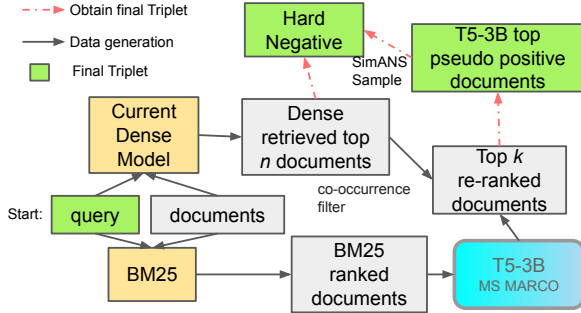 Obtain final Triplet
Data generation
Final Triplet
Hard
Negative
T5-3B top
pseudo positive
documents
SimANS
Sample
Current
Dense
Model
Dense
retrieved top
n documents
co-occurrence
filter
Top k
re-ranked
documents
Start:
query
documents
BM25
BM25
ranked
documents
T5-3B
MS MARCO